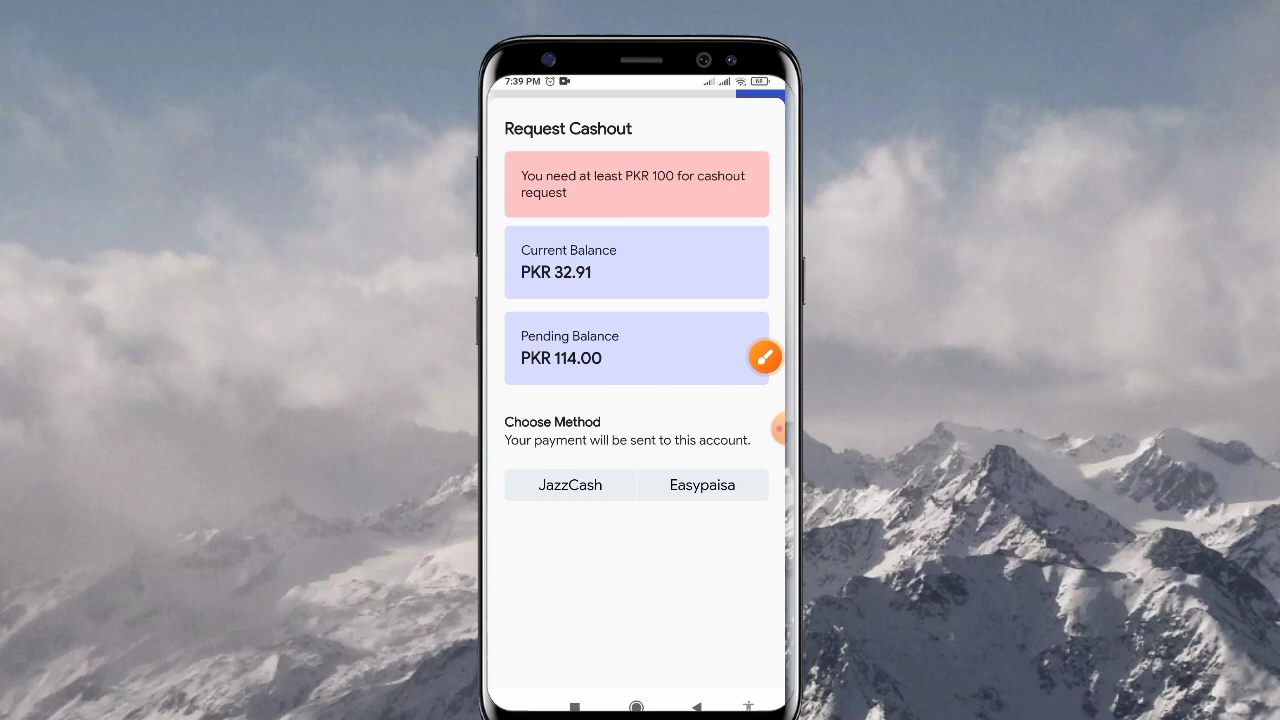 7:39 PM
68
Request Cashout
You need at least PKR 100 for cashout
request
Current Balance
PKR 32.91
Pending Balance
PKR 114.00
Choose Method
Your payment will be sent to this account.
JazzCash Easypaisa